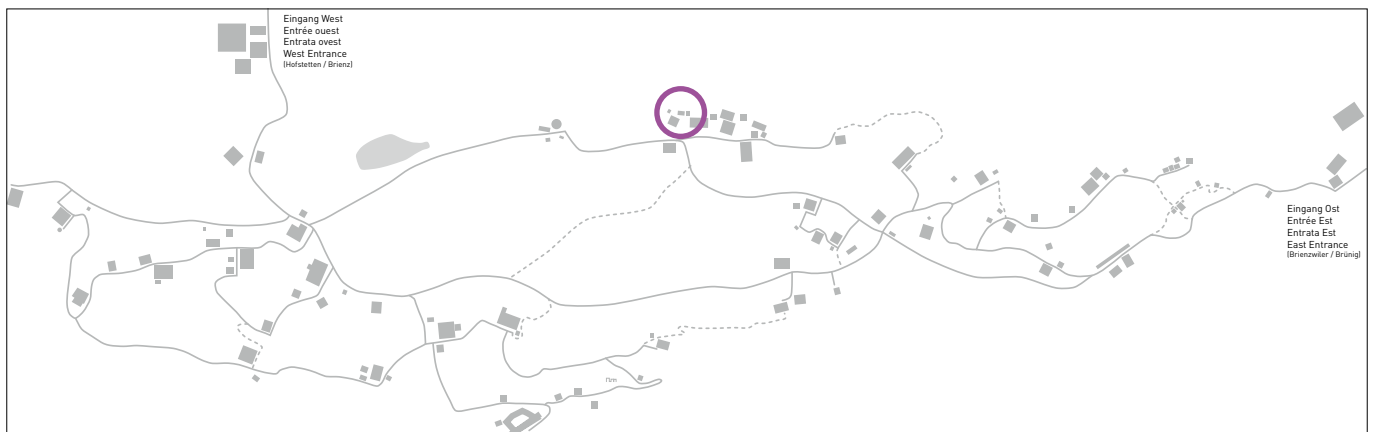 Eingang West
Entrée ouest
Entrata ovest
West Entrance
(Hofstetten / Brienz)
Eingang Ost
Entrée Est
Entrata Est
East Entrance
(Brienzwiler / Brünig)